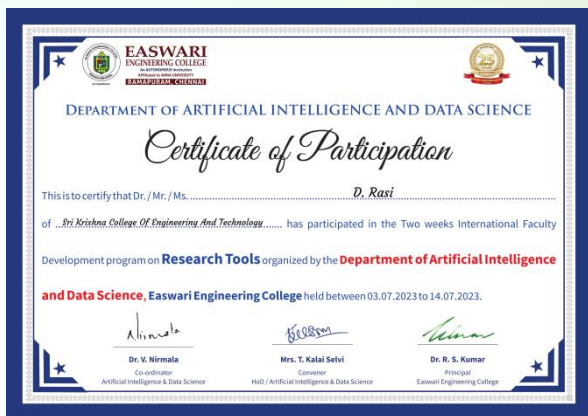 EASWARI
ENGINEERING COLLEGE
An AUTONOMOUS Institution
Affiliated to ANNA UNIVERSITY
RAMAPURAM, CHENNAI
25
DEPARTMENT OF ARTIFICIAL INTELLIGENCE AND DATA SCIENCE
Certificate of Participation
This is to certify that Dr. / Mr. / Ms. D. Rasi
of Sri Krishna College Of Engineering And Technology has participated in the Two weeks International Faculty
Development program on Research Tools organized by the Department of Artificial Intelligence
and Data Science, Easwari Engineering College held between 03.07.2023 to 14.07.2023.
Nirmala
Dr. V. Nirmala Mrs. T. Kalai Selvi Dr. R. S. Kumar
Co-ordinator Convener Principal
Artificial Intelligence & Data Science HoD / Artificial Intelligence & Data Science Easwari Engineering College